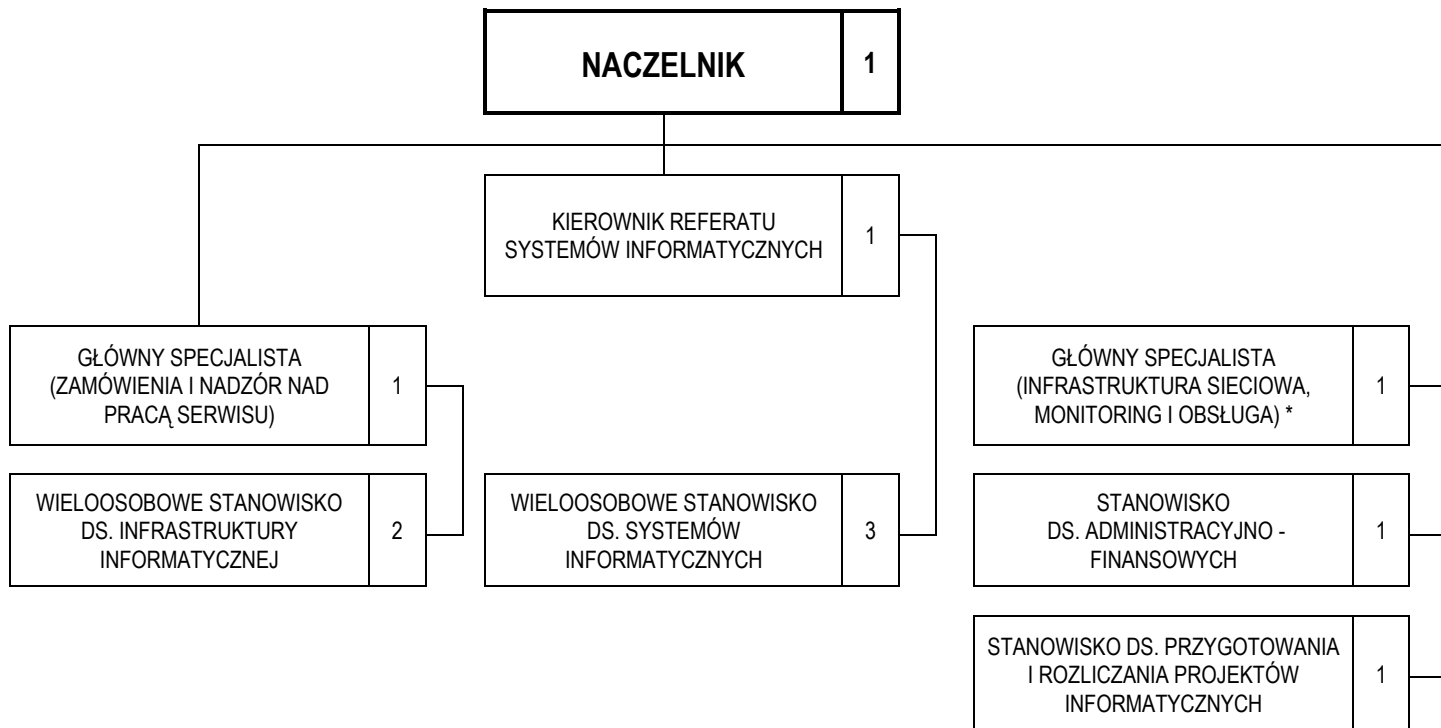 NACZELNIK
1
KIEROWNIK REFERATU
SYSTEMÓW INFORMATYCZNYCH
1
GŁÓWNY SPECJALISTA
(ZAMÓWIENIA I NADZÓR NAD
PRACĄ SERWISU)
1
GŁÓWNY SPECJALISTA
(INFRASTRUKTURA SIECIOWA,
MONITORING I OBSŁUGA) *
1
WIELOOSOBOWE STANOWISKO
DS. INFRASTRUKTURY
INFORMATYCZNEJ
2
WIELOOSOBOWE STANOWISKO
DS. SYSTEMÓW
INFORMATYCZNYCH
3
STANOWISKO
DS. ADMINISTRACYJNO -
FINANSOWYCH
1
STANOWISKO DS. PRZYGOTOWANIA
I ROZLICZANIA PROJEKTÓW
INFORMATYCZNYCH
1